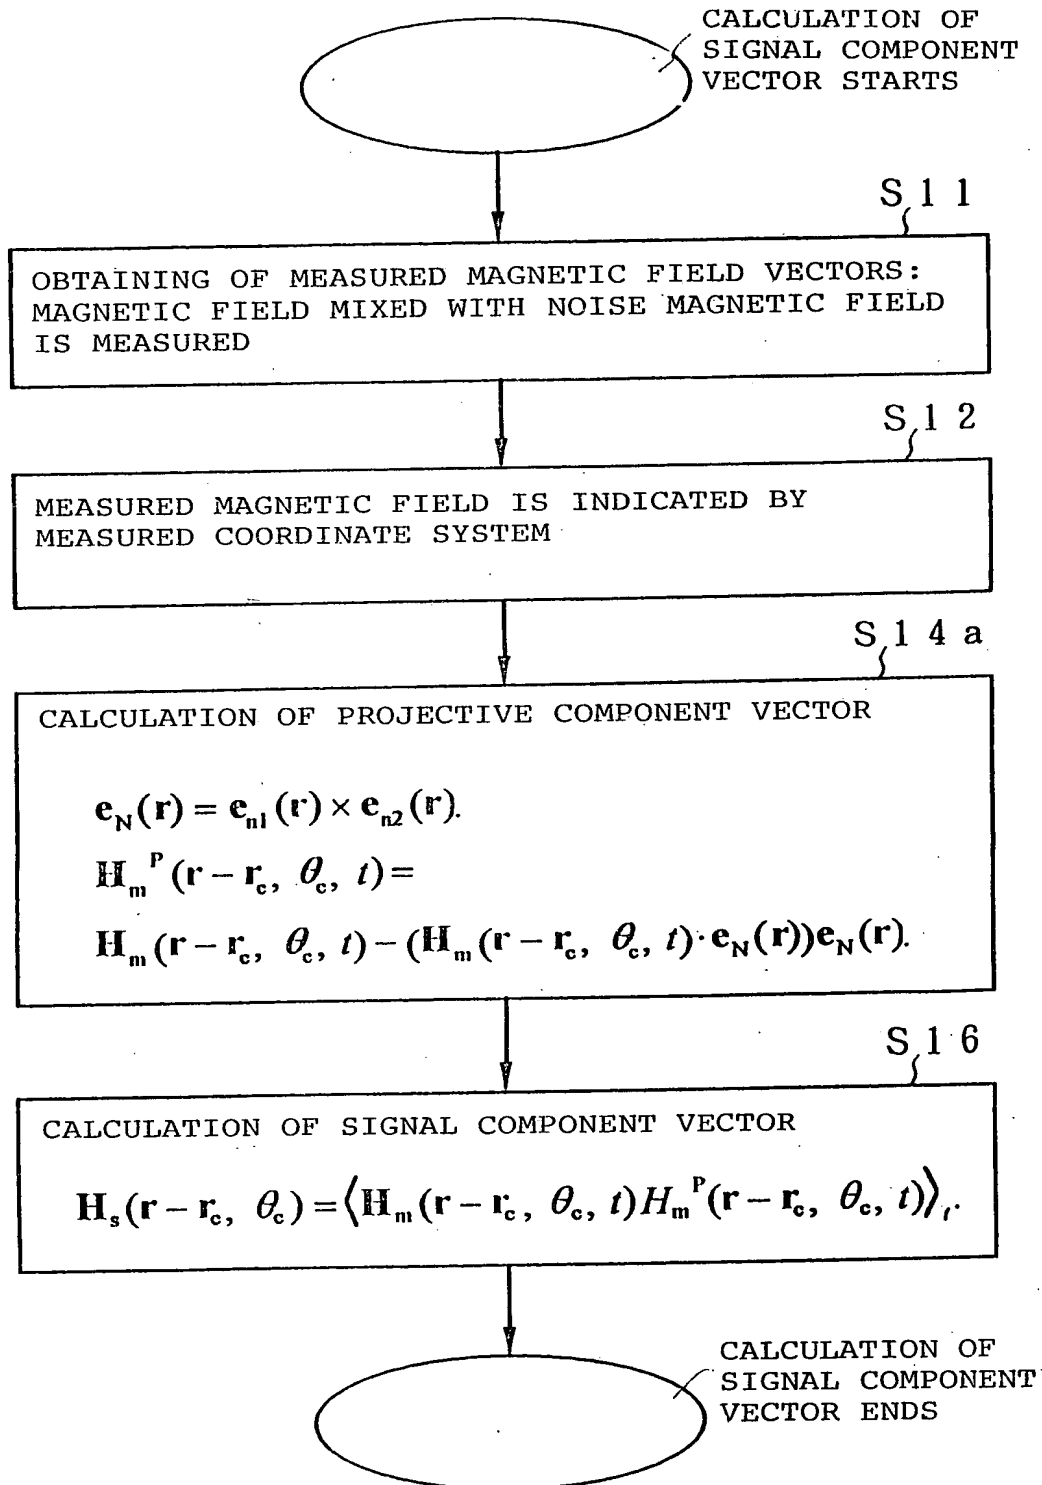 CALCULATION OF
SIGNAL COMPONENT
VECTOR STARTS
S11
OBTAINING OF MEASURED MAGNETIC FIELD VECTORS:
MAGNETIC FIELD MIXED WITH NOISE MAGNETIC FIELD
IS MEASURED
S12
MEASURED MAGNETIC FIELD IS INDICATED BY
MEASURED COORDINATE SYSTEM
S14a
CALCULATION OF PROJECTIVE COMPONENT VECTOR
e_N(r) = e_n1(r) × e_n2(r).
H_m^P(r − r_c, θ_c, t) =
H_m(r − r_c, θ_c, t) − (H_m(r − r_c, θ_c, t) · e_N(r))e_N(r).
S16
CALCULATION OF SIGNAL COMPONENT VECTOR
H_s(r − r_c, θ_c) = ⟨H_m(r − r_c, θ_c, t)H_m^P(r − r_c, θ_c, t)⟩_t.
CALCULATION OF
SIGNAL COMPONENT
VECTOR ENDS